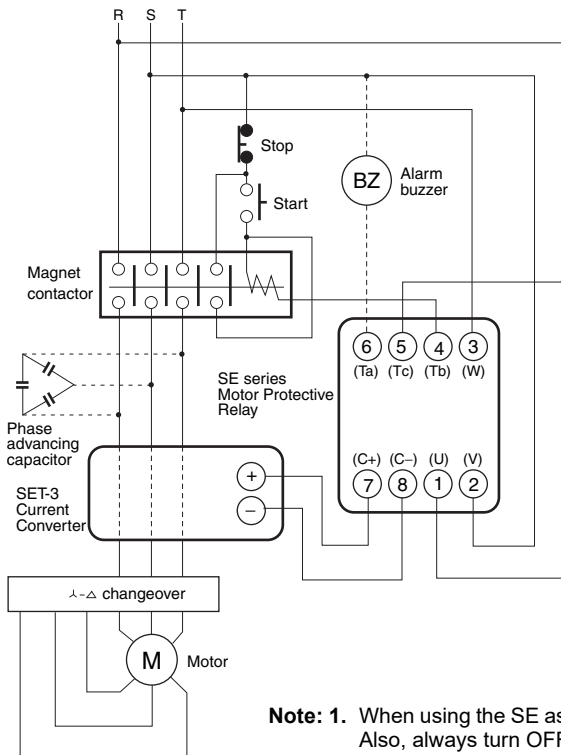 R S T
Stop
Start
BZ
Alarm
buzzer
Magnet
contactor
6 5 4 3
(Ta) (Tc) (Tb) (W)
SE series
Motor Protective
Relay
Phase
advancing
capacitor
(C+) (C−) (U) (V)
7 8 1 2
SET-3
Current
Converter
+
−
⅄-△ changeover
M
Motor
Note: 1. When using the SE as
Also, always turn OFF